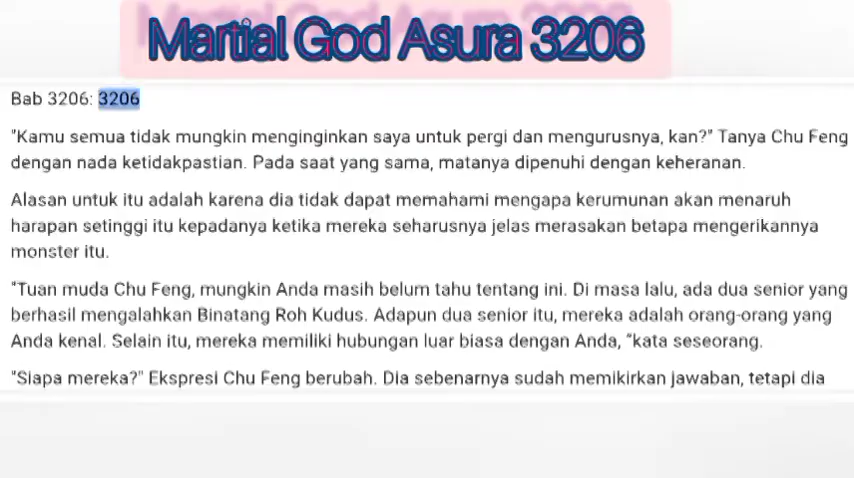 Martial God Asura 3206
Bab 3206: 3206
"Kamu semua tidak mungkin menginginkan saya untuk pergi dan mengurusnya, kan?" Tanya Chu Feng
dengan nada ketidakpastian. Pada saat yang sama, matanya dipenuhi dengan keheranan.
Alasan untuk itu adalah karena dia tidak dapat memahami mengapa kerumunan akan menaruh
harapan setinggi itu kepadanya ketika mereka seharusnya jelas merasakan betapa mengerikannya
monster itu.
"Tuan muda Chu Feng, mungkin Anda masih belum tahu tentang ini. Di masa lalu, ada dua senior yang
berhasil mengalahkan Binatang Roh Kudus. Adapun dua senior itu, mereka adalah orang-orang yang
Anda kenal. Selain itu, mereka memiliki hubungan luar biasa dengan Anda, "kata seseorang.
"Siapa mereka?" Ekspresi Chu Feng berubah. Dia sebenarnya sudah memikirkan jawaban, tetapi dia